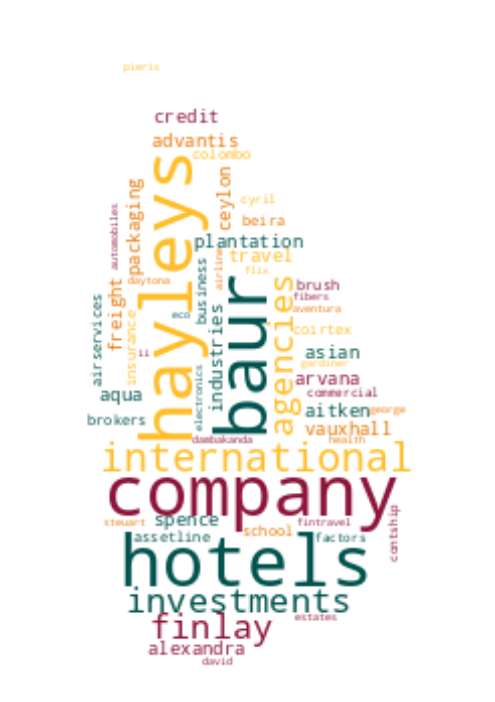 pieris
credit
advantis
colombo
hayleys
ceylon
cyril
packaging
automobiles
beira
plantation
travel
airline
flix
daytona
business
baur
agencies
brush
fibers
aventura
freight
airservices
eco
industries
coirtex
insurance
ii
asian
gardiner
electronics
arvana
aqua
commercial
aitken
george
brokers
vauxhall
dambakanda
health
international
company
contship
steuart
spence
fintravel
school
assetline
factors
hotels
investments
estates
finlay
alexandra
david